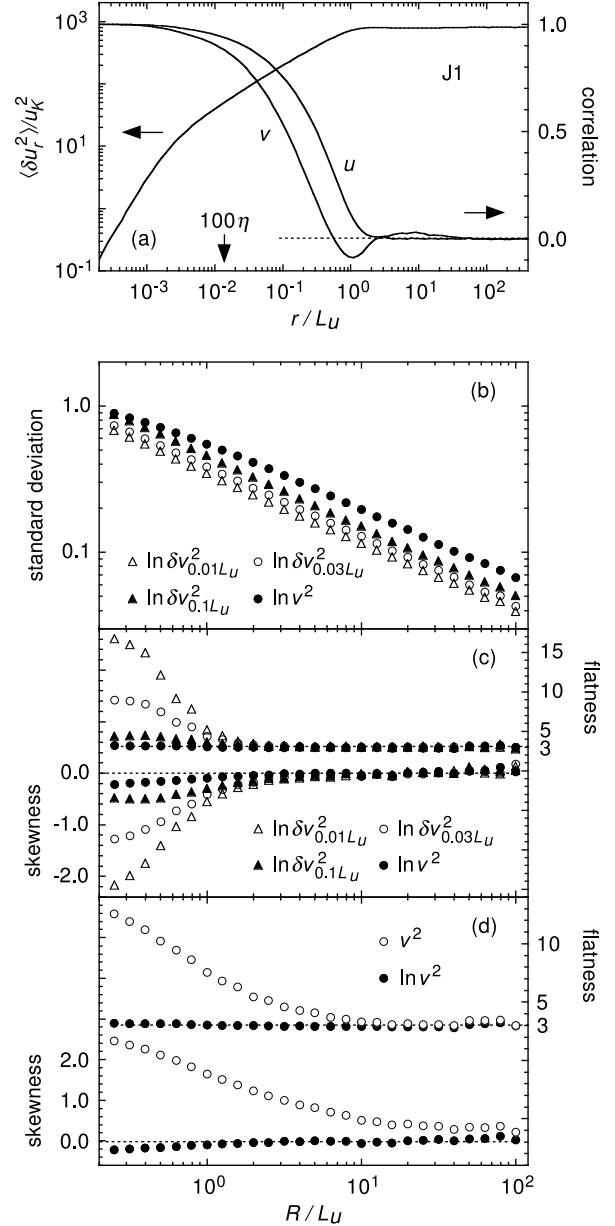 10³
10¹
10⁻¹
⟨δu_r²⟩/u_K²
1.0
0.5
0.0
correlation
J1
v
u
100η
(a)
10⁻³ 10⁻² 10⁻¹ 10⁰ 10¹ 10²
r / L_u
(b)
1.0
0.1
standard deviation
△ ln δv²_{0.01L_u} ○ ln δv²_{0.03L_u}
▲ ln δv²_{0.1L_u} ● ln v²
(c)
15
10
5
3
flatness
0.0
-1.0
-2.0
skewness
△ ln δv²_{0.01L_u} ○ ln δv²_{0.03L_u}
▲ ln δv²_{0.1L_u} ● ln v²
(d)
○ v²
● ln v²
10
5
3
flatness
2.0
1.0
0.0
skewness
10⁰ 10¹ 10²
R / L_u